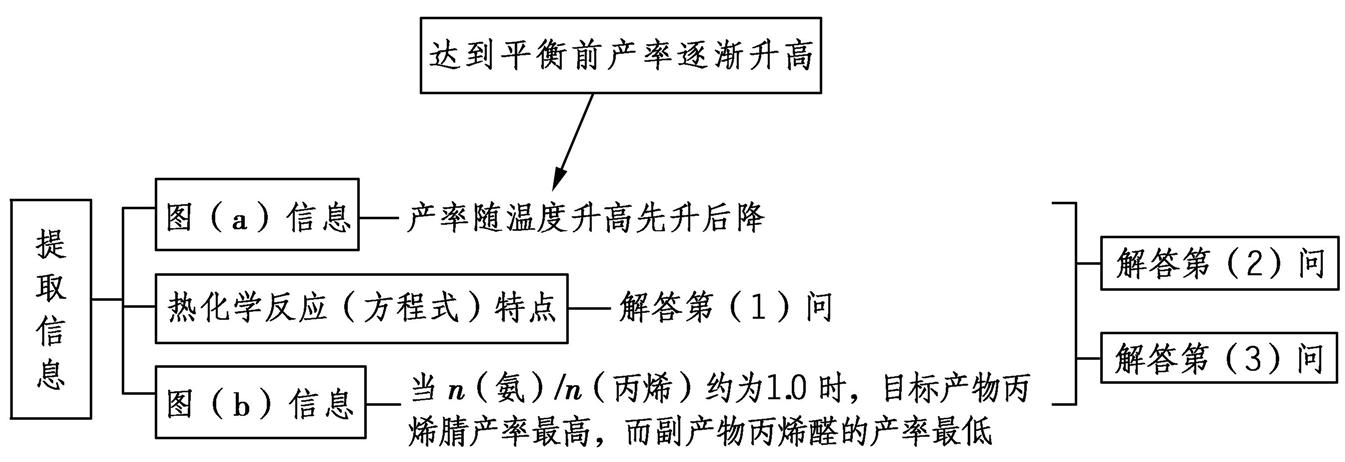 达到平衡前产率逐渐升高
提取信息
图（a）信息
产率随温度升高先升后降
热化学反应（方程式）特点
解答第（1）问
图（b）信息
当n（氨）/n（丙烯）约为1.0时，目标产物丙
烯腈产率最高，而副产物丙烯醛的产率最低
解答第（2）问
解答第（3）问